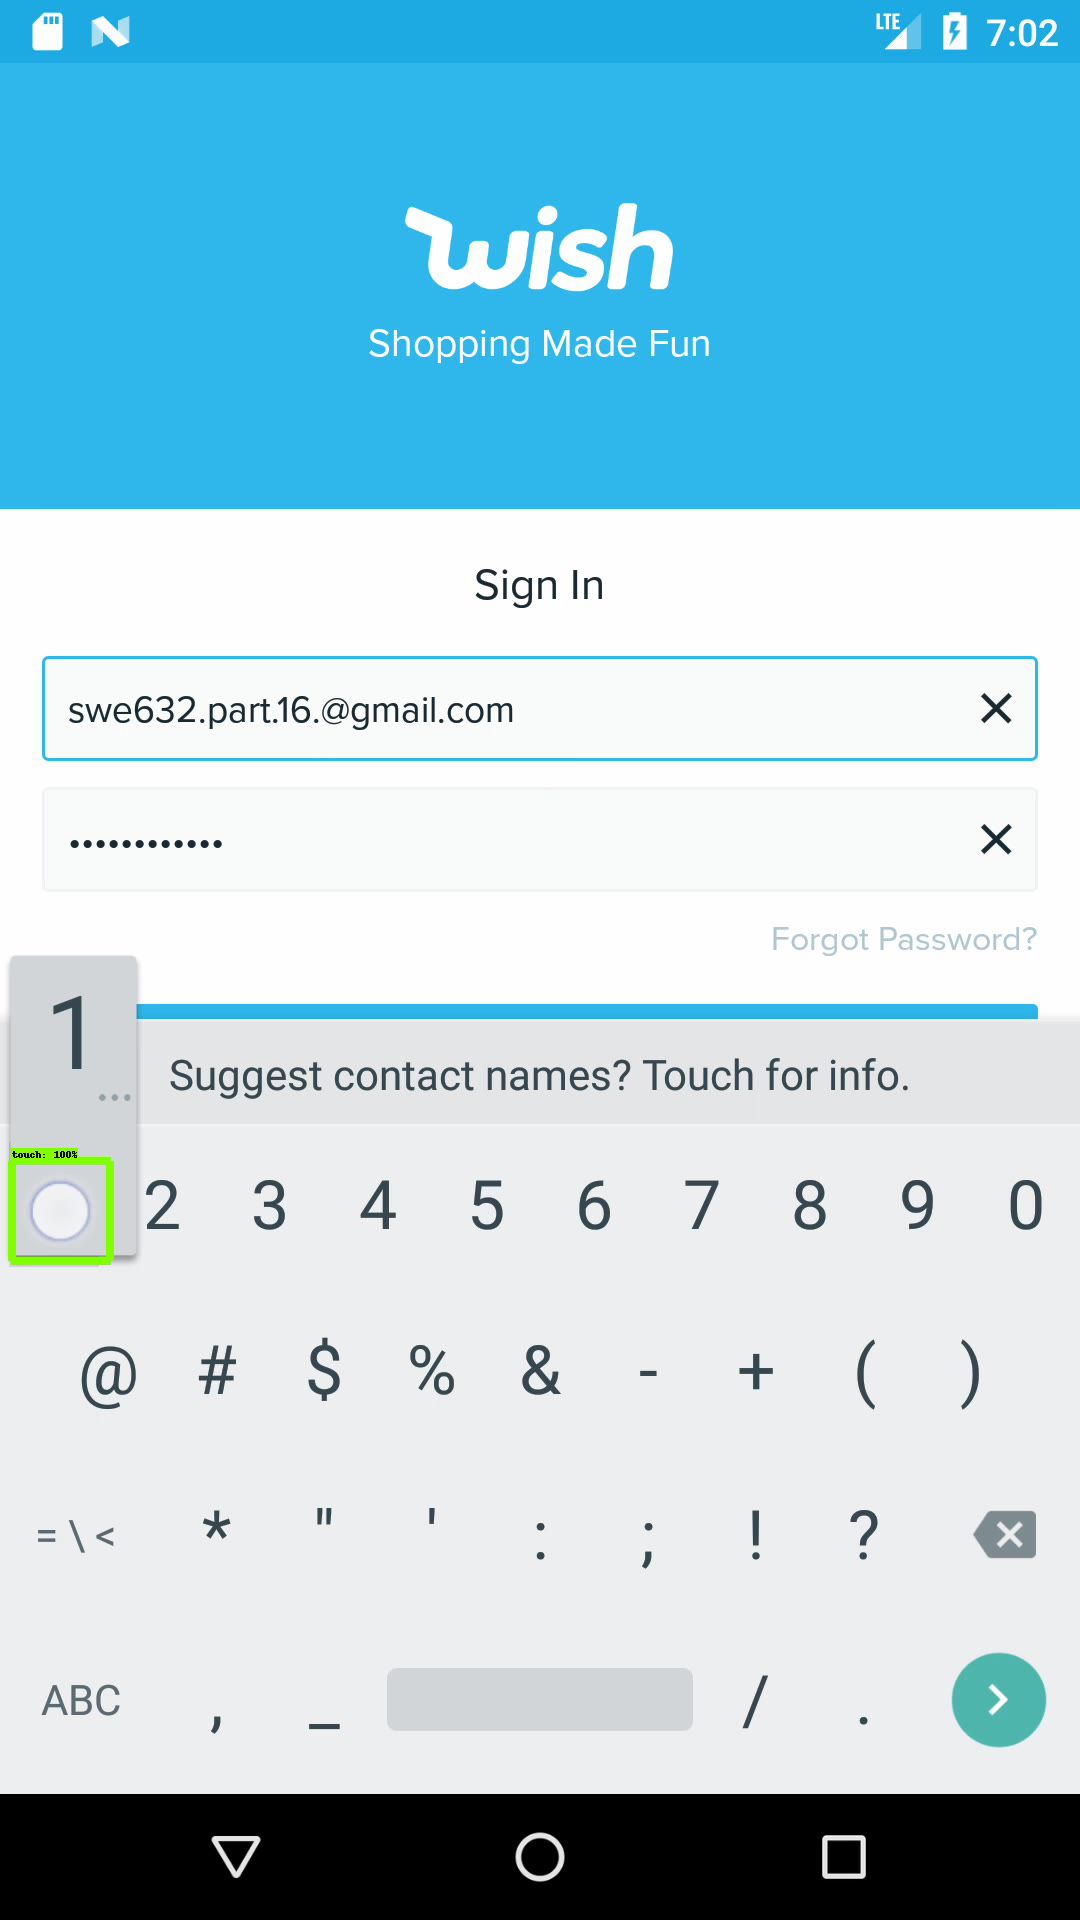 LTE 7:02
wish
Shopping Made Fun
Sign In
swe632.part.16.@gmail.com
••••••••••••
Forgot Password?
1
...
Suggest contact names? Touch for info.
touch: 100%
2 3 4 5 6 7 8 9 0
@ # $ % & - + ( )
= \ < * " ' : ; ! ?
ABC , _ / .